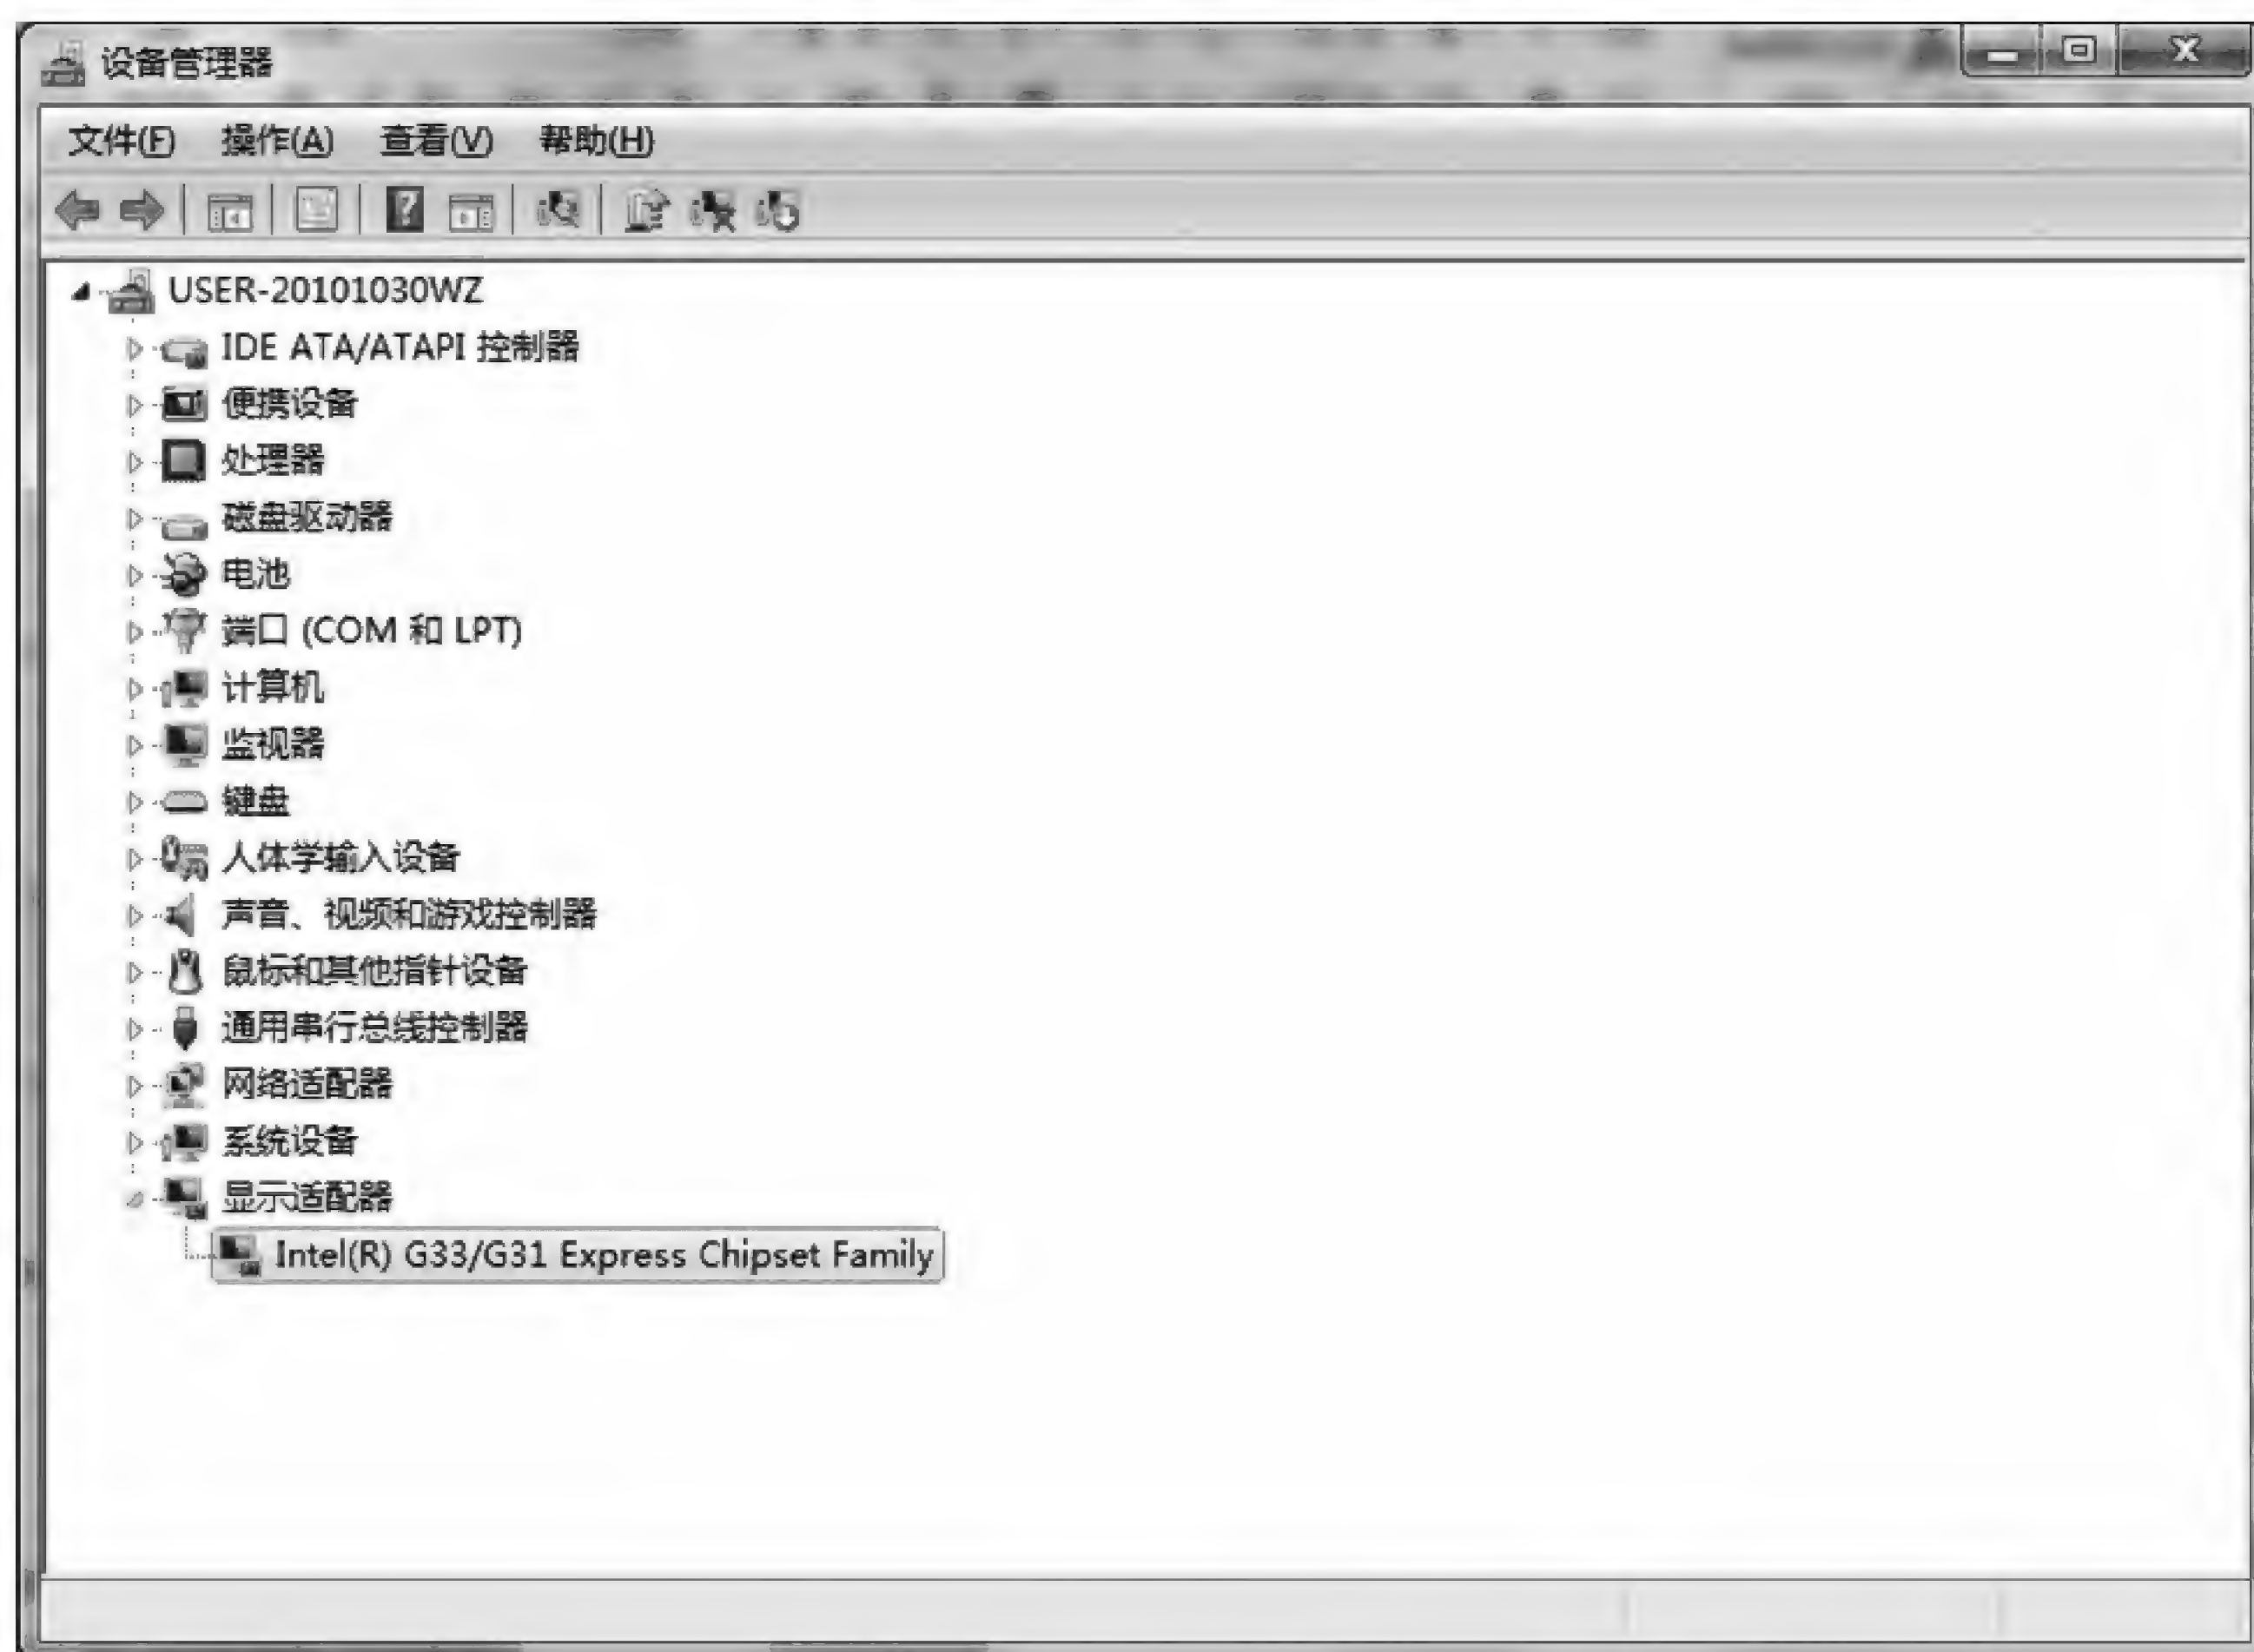 设备管理器
文件(F) 操作(A) 查看(V) 帮助(H)
USER-20101030WZ
IDE ATA/ATAPI 控制器
便携设备
处理器
磁盘驱动器
电池
端口 (COM 和 LPT)
计算机
监视器
键盘
人体学输入设备
声音、视频和游戏控制器
鼠标和其他指针设备
通用串行总线控制器
网络适配器
系统设备
显示适配器
Intel(R) G33/G31 Express Chipset Family